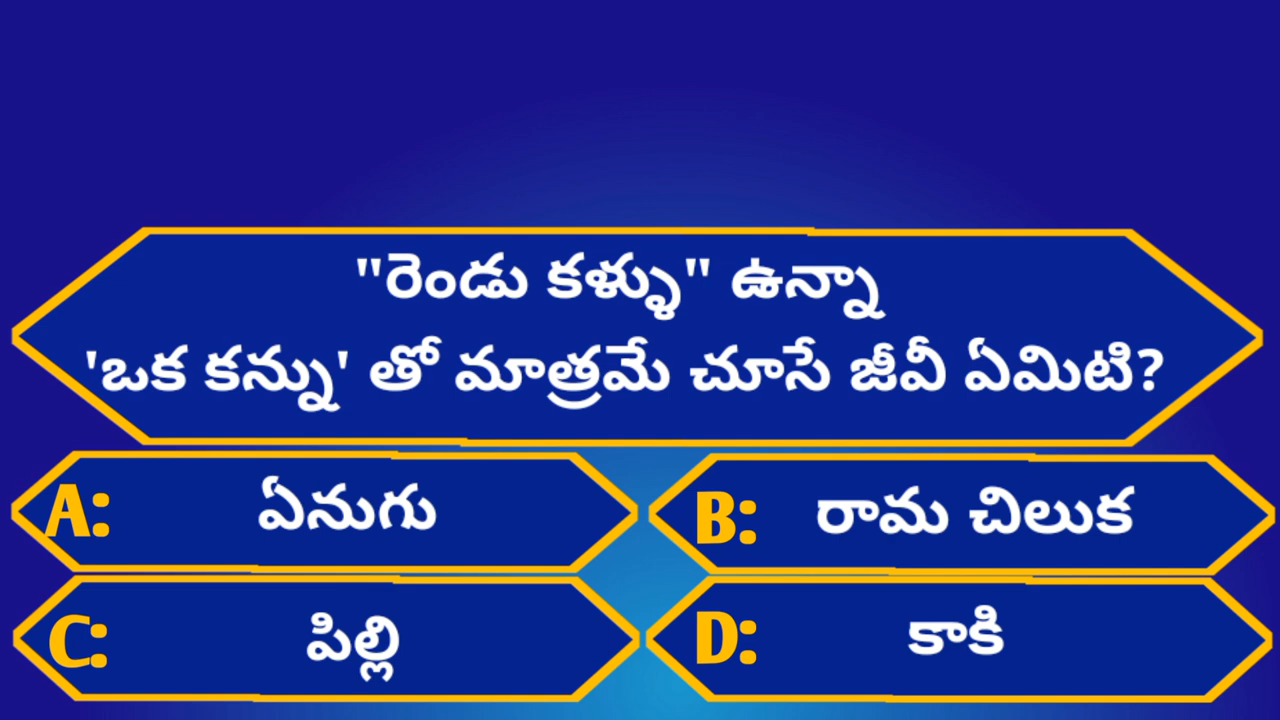 "రెండు కళ్ళు" ఉన్నా
'ఒక కన్ను' తో మాత్రమే చూసే జీవీ ఏమిటి?
A: ఏనుగు
B: రామ చిలుక
C: పిల్లి
D: కాకి